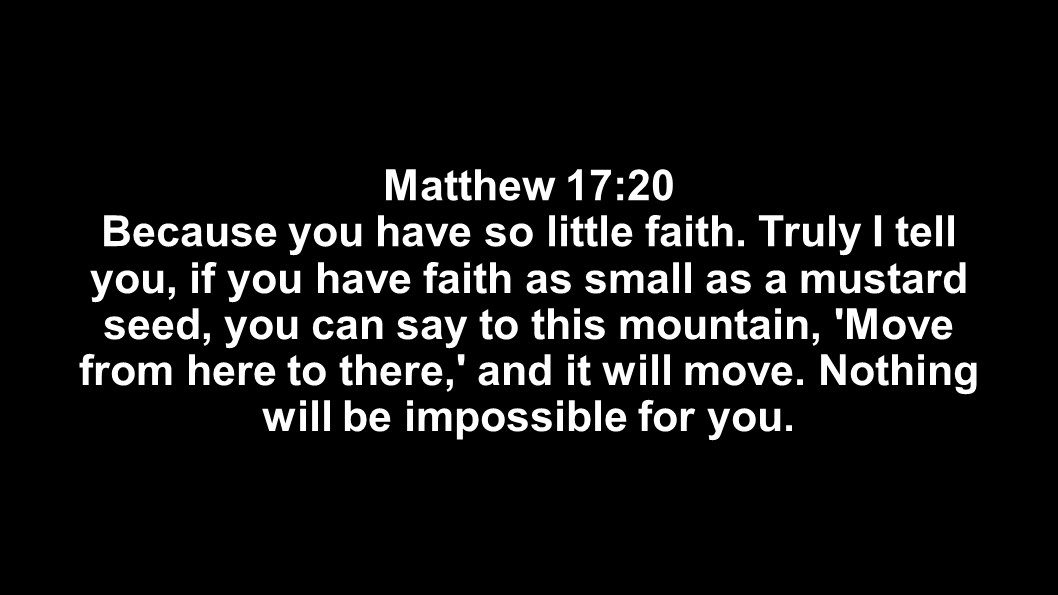 Matthew 17:20
Because you have so little faith. Truly I tell
you, if you have faith as small as a mustard
seed, you can say to this mountain, 'Move
from here to there,' and it will move. Nothing
will be impossible for you.